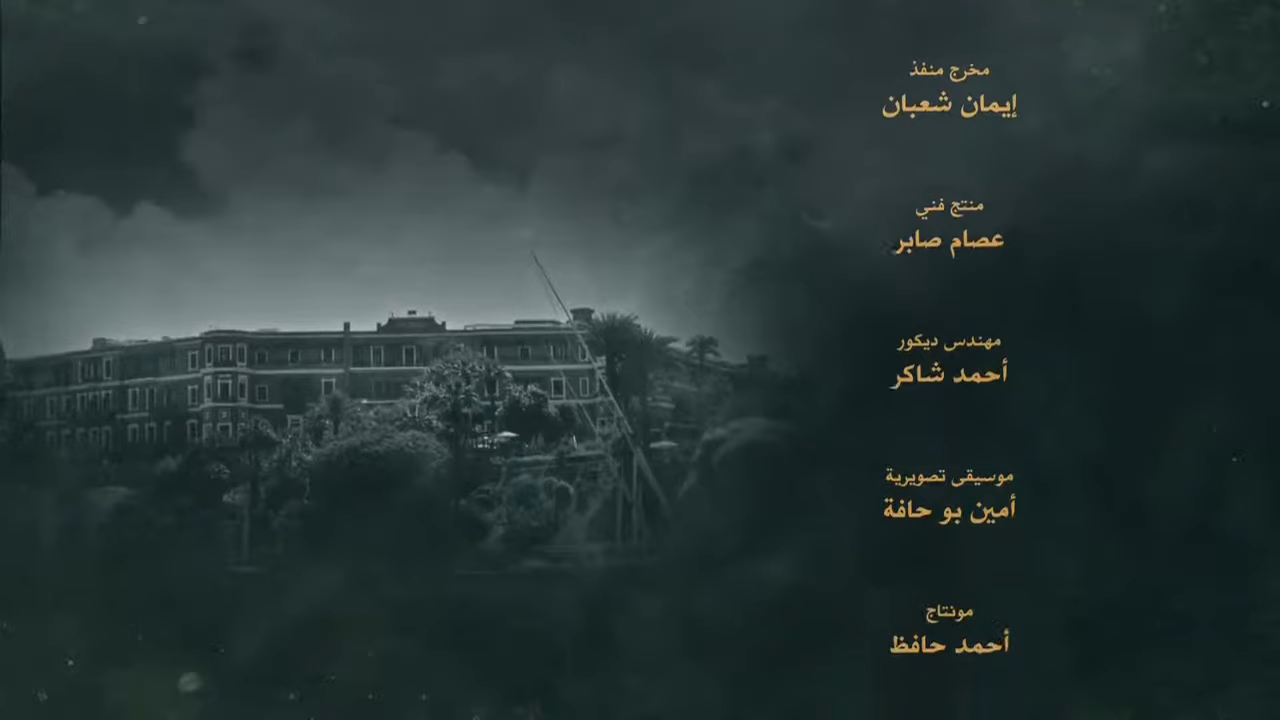 مخرج منفذ
إيمان شعبان
منتج فني
عصام صابر
مهندس ديكور
أحمد شاكر
موسيقى تصويرية
أمين بو حافة
مونتاج
أحمد حافظ